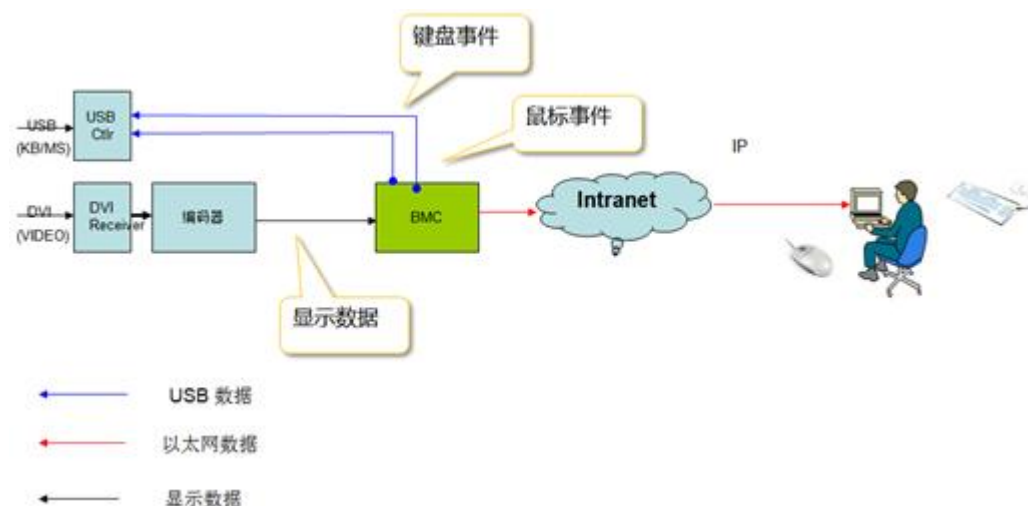 键盘事件
鼠标事件
IP
USB
Ctlr
USB
(KB/MS)
Intranet
DVI
(VIDEO)
DVI
Receiver
编码器
BMC
显示数据
USB 数据
以太网数据
显示数据